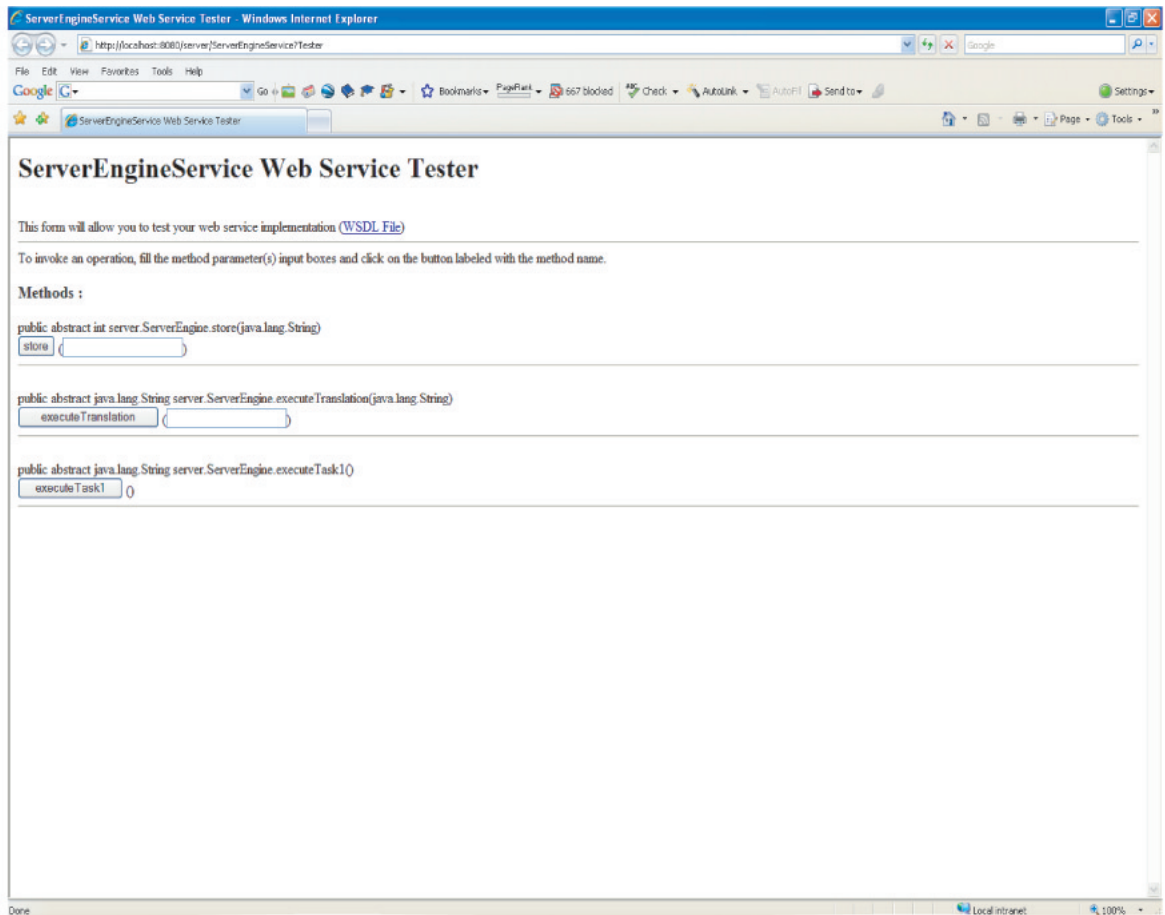 ServerEngineService Web Service Tester - Windows Internet Explorer
http://localhost:8080/server/ServerEngineService?Tester
Google
File Edit View Favorites Tools Help
Google G Go Bookmarks PageRank 667 blocked ABC Check AutoLink AutoFill Send to Settings
ServerEngineService Web Service Tester Page Tools »
ServerEngineService Web Service Tester
This form will allow you to test your web service implementation (WSDL File)
To invoke an operation, fill the method parameter(s) input boxes and click on the button labeled with the method name.
Methods :
public abstract int server.ServerEngine.store(java.lang.String)
store ( )
public abstract java.lang.String server.ServerEngine.executeTranslation(java.lang.String)
executeTranslation ( )
public abstract java.lang.String server.ServerEngine.executeTask1()
executeTask1 ()
Done Local intranet 100%